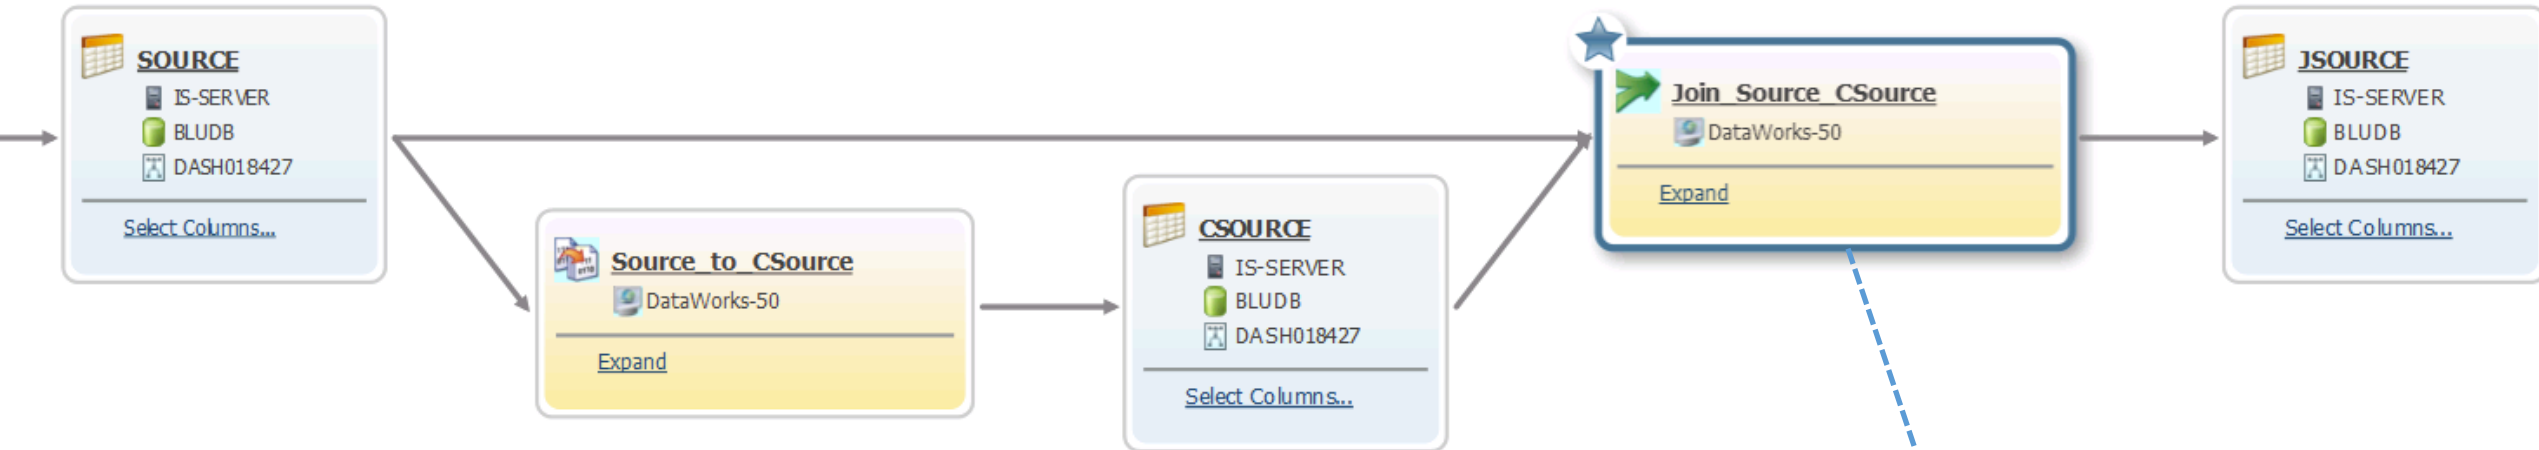 SOURCE
IS-SERVER
BLUDB
DASH018427
Select Columns...
Source_to_CSource
DataWorks-50
Expand
CSOURCE
IS-SERVER
BLUDB
DASH018427
Select Columns...
Join_Source_CSource
DataWorks-50
Expand
JSOURCE
IS-SERVER
BLUDB
DASH018427
Select Columns...